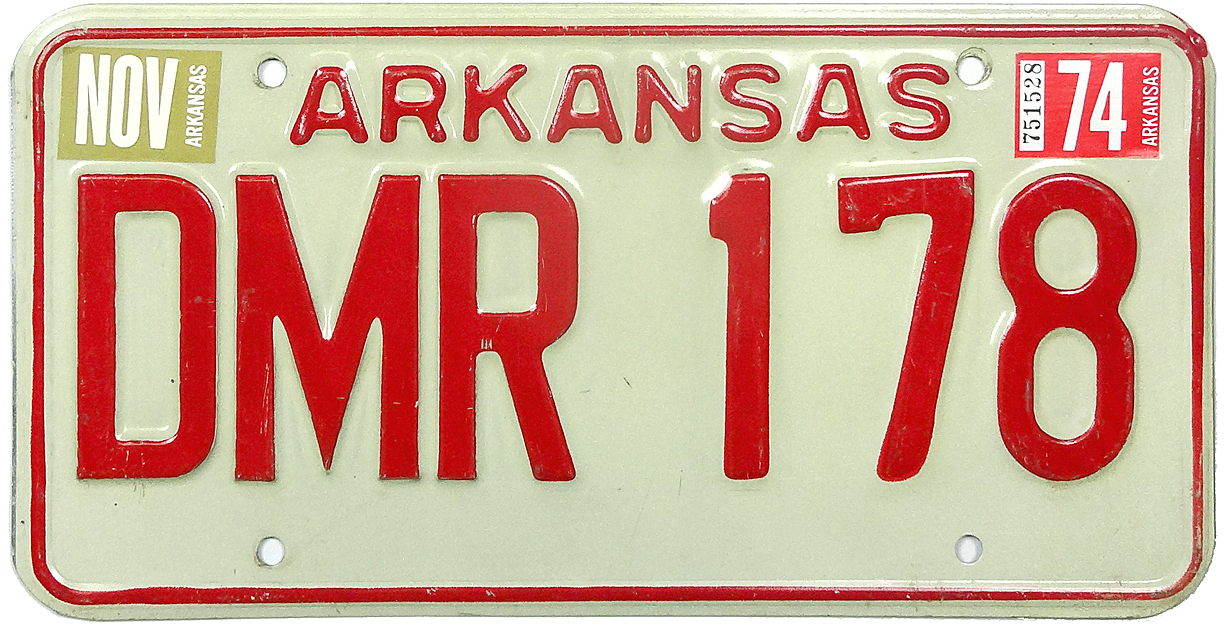 NOV
ARKANSAS
ARKANSAS
751528
74
ARKANSAS
DMR 178